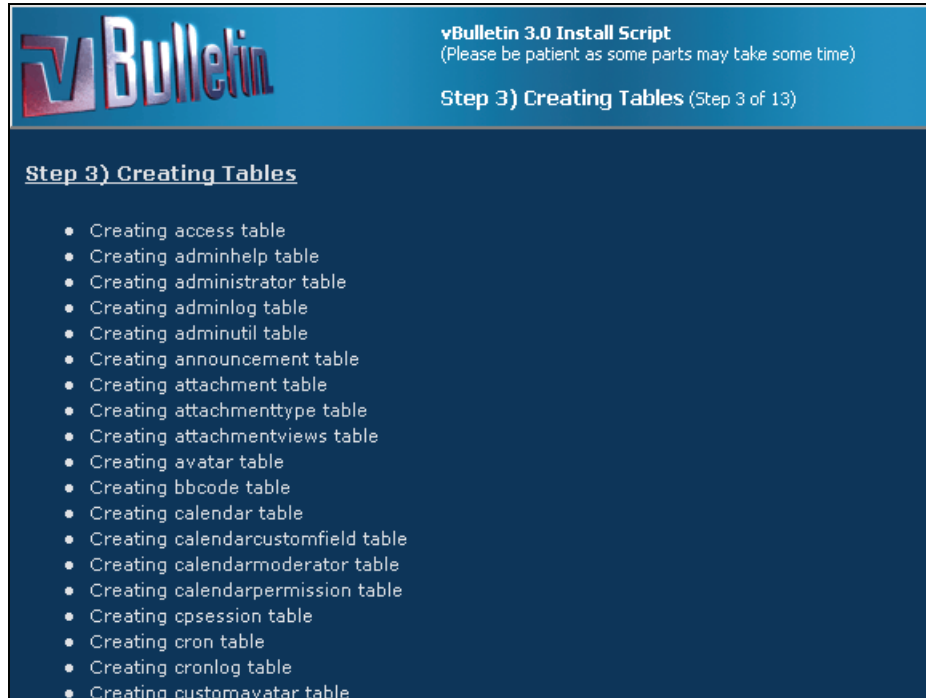 vBulletin
vBulletin 3.0 Install Script
(Please be patient as some parts may take some time)
Step 3) Creating Tables (Step 3 of 13)
Step 3) Creating Tables
• Creating access table
• Creating adminhelp table
• Creating administrator table
• Creating adminlog table
• Creating adminutil table
• Creating announcement table
• Creating attachment table
• Creating attachmenttype table
• Creating attachmentviews table
• Creating avatar table
• Creating bbcode table
• Creating calendar table
• Creating calendarcustomfield table
• Creating calendarmoderator table
• Creating calendarpermission table
• Creating cpsession table
• Creating cron table
• Creating cronlog table
• Creating customavatar table